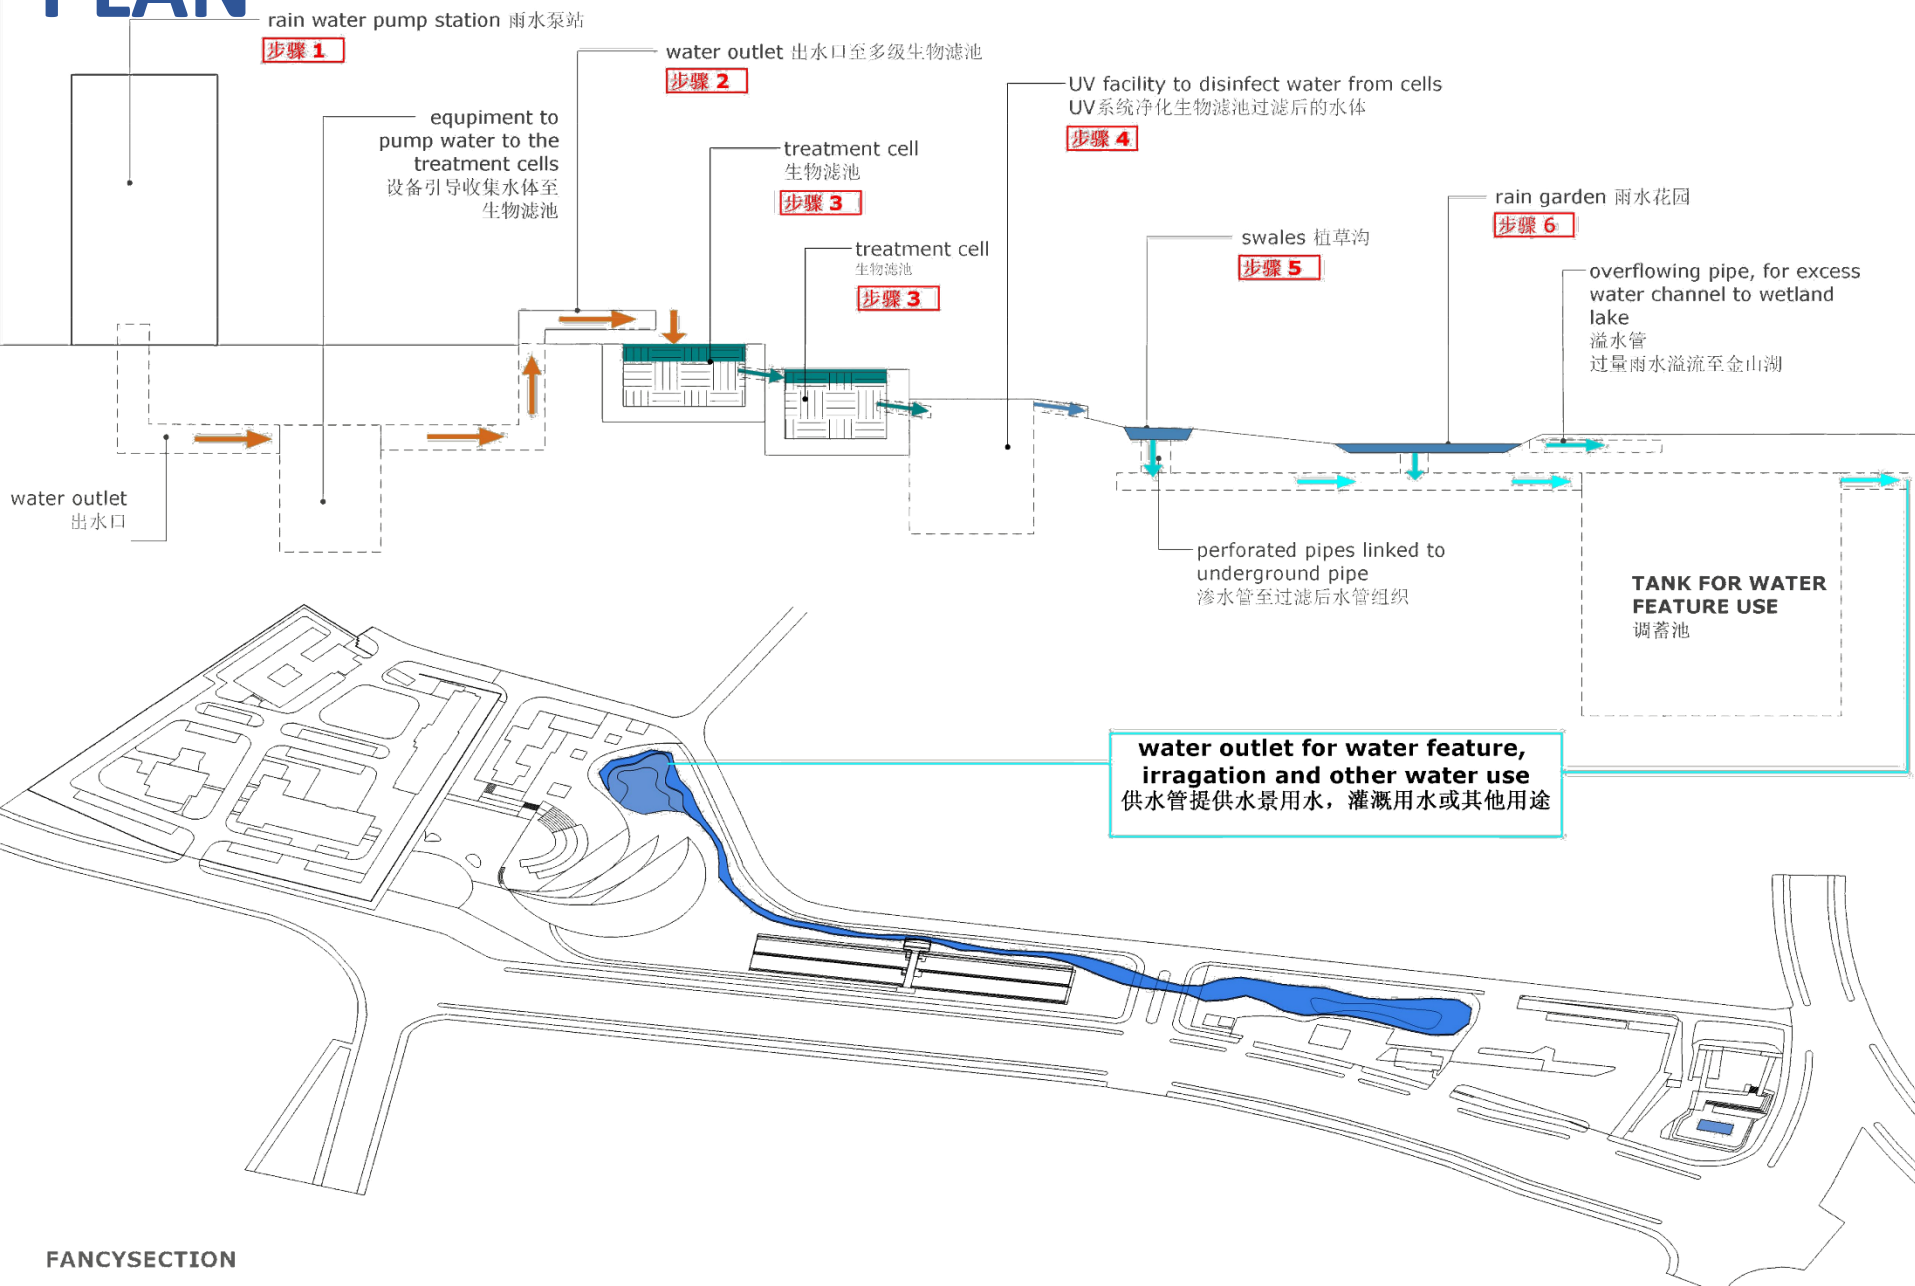 PLAN
rain water pump station 雨水泵站
步骤 1
water outlet 出水口至多级生物滤池
步骤 2
equpiment to
pump water to the
treatment cells
设备引导收集水体至
生物滤池
treatment cell
生物滤池
步骤 3
treatment cell
生物滤池
步骤 3
UV facility to disinfect water from cells
UV系统净化生物滤池过滤后的水体
步骤 4
swales 植草沟
步骤 5
rain garden 雨水花园
步骤 6
overflowing pipe, for excess
water channel to wetland
lake
溢水管
过量雨水溢流至金山湖
water outlet
出水口
perforated pipes linked to
underground pipe
渗水管至过滤后水管组织
TANK FOR WATER
FEATURE USE
调蓄池
water outlet for water feature,
irragation and other water use
供水管提供水景用水，灌溉用水或其他用途
FANCYSECTION